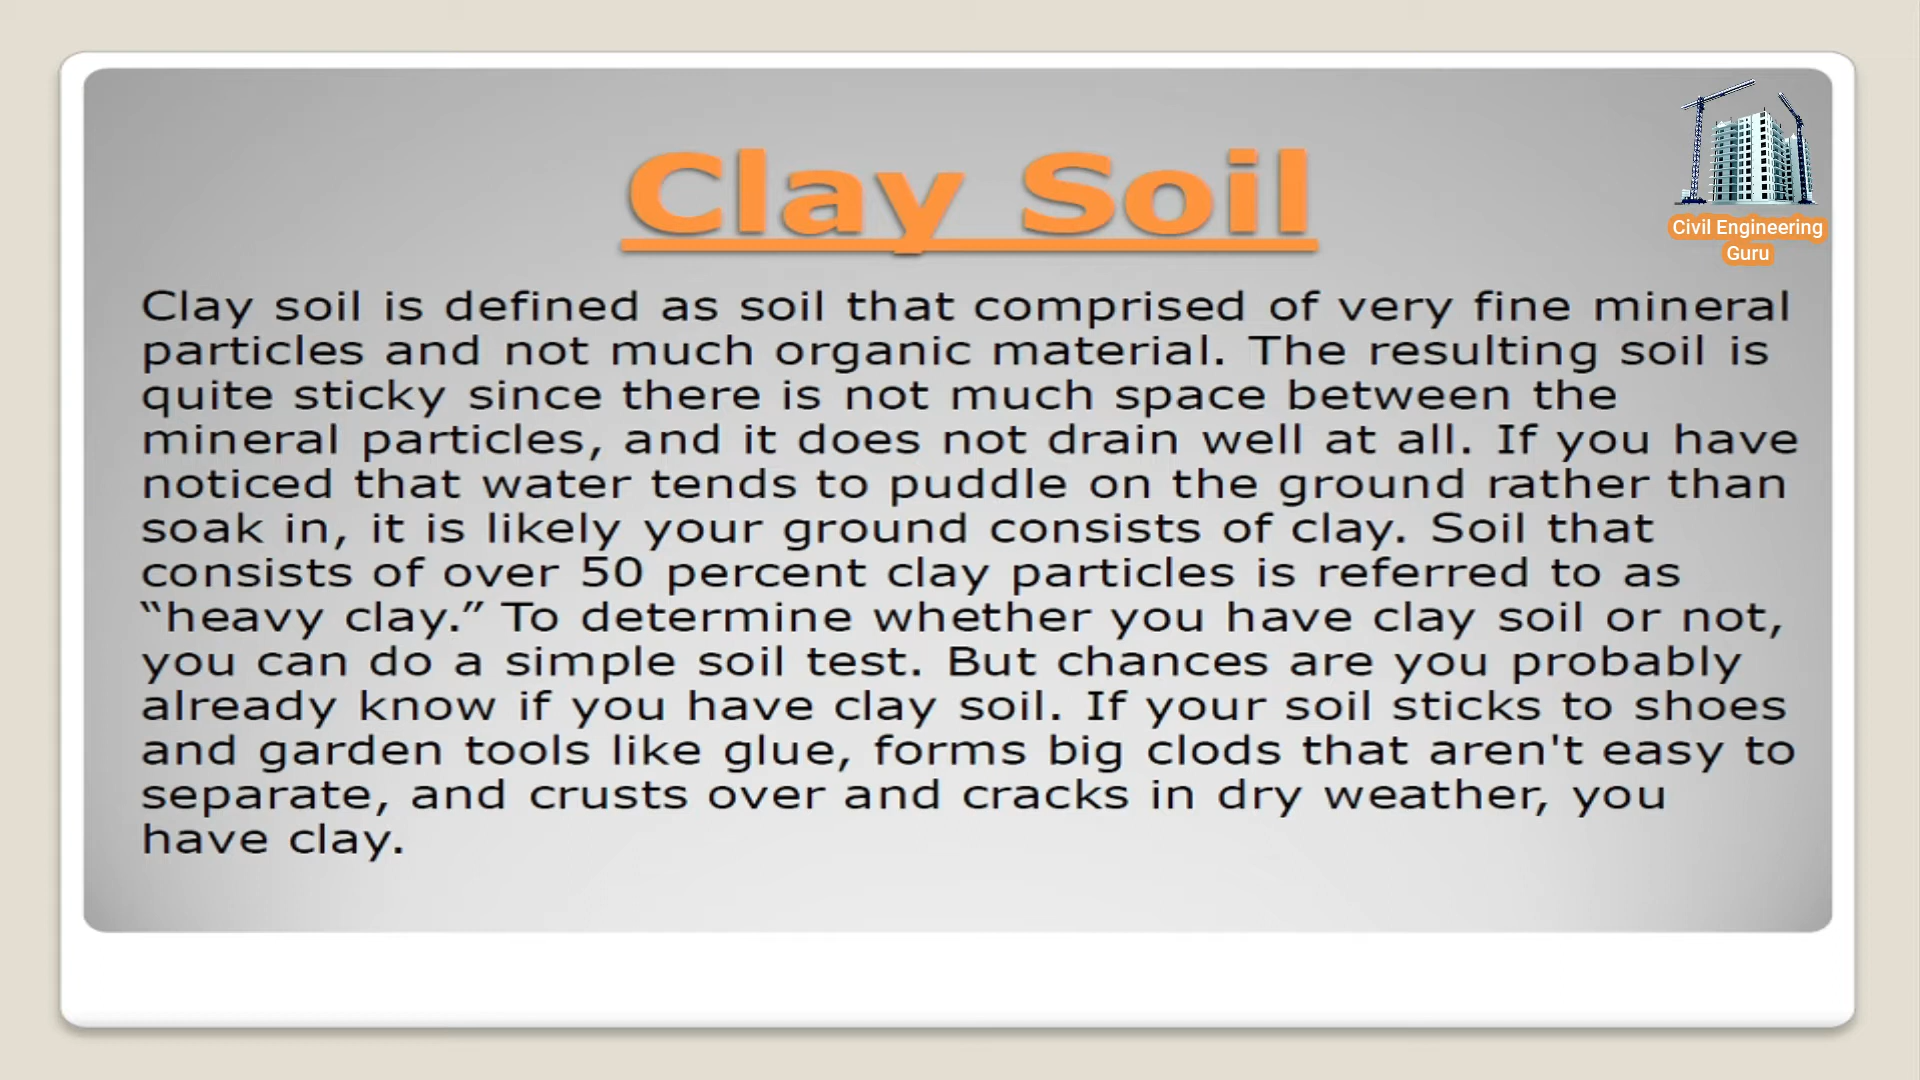 Clay Soil
Civil Engineering
Guru
Clay soil is defined as soil that comprised of very fine mineral
particles and not much organic material. The resulting soil is
quite sticky since there is not much space between the
mineral particles, and it does not drain well at all. If you have
noticed that water tends to puddle on the ground rather than
soak in, it is likely your ground consists of clay. Soil that
consists of over 50 percent clay particles is referred to as
“heavy clay.” To determine whether you have clay soil or not,
you can do a simple soil test. But chances are you probably
already know if you have clay soil. If your soil sticks to shoes
and garden tools like glue, forms big clods that aren't easy to
separate, and crusts over and cracks in dry weather, you
have clay.